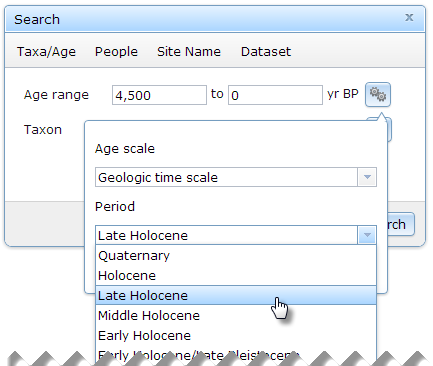 Search x
Taxa/Age People Site Name Dataset
Age range 4,500 to 0 yr BP
Taxon
Age scale
Geologic time scale
Period
Late Holocene rch
Quaternary
Holocene
Late Holocene
Middle Holocene
Early Holocene
Early Holocene/Late Pleistocene